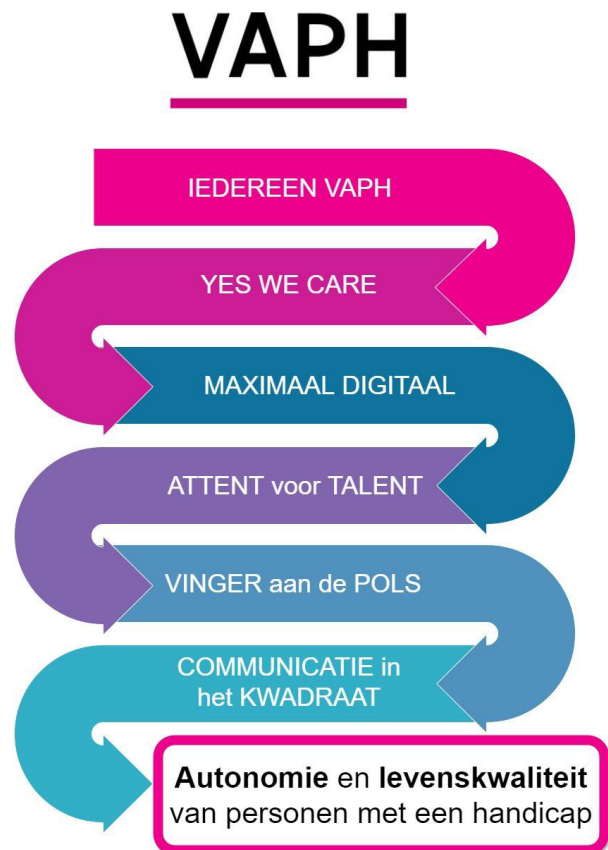 VAPH
IEDEREEN VAPH
YES WE CARE
MAXIMAAL DIGITAAL
ATTENT voor TALENT
VINGER aan de POLS
COMMUNICATIE in
het KWADRAAT
Autonomie en levenskwaliteit
van personen met een handicap